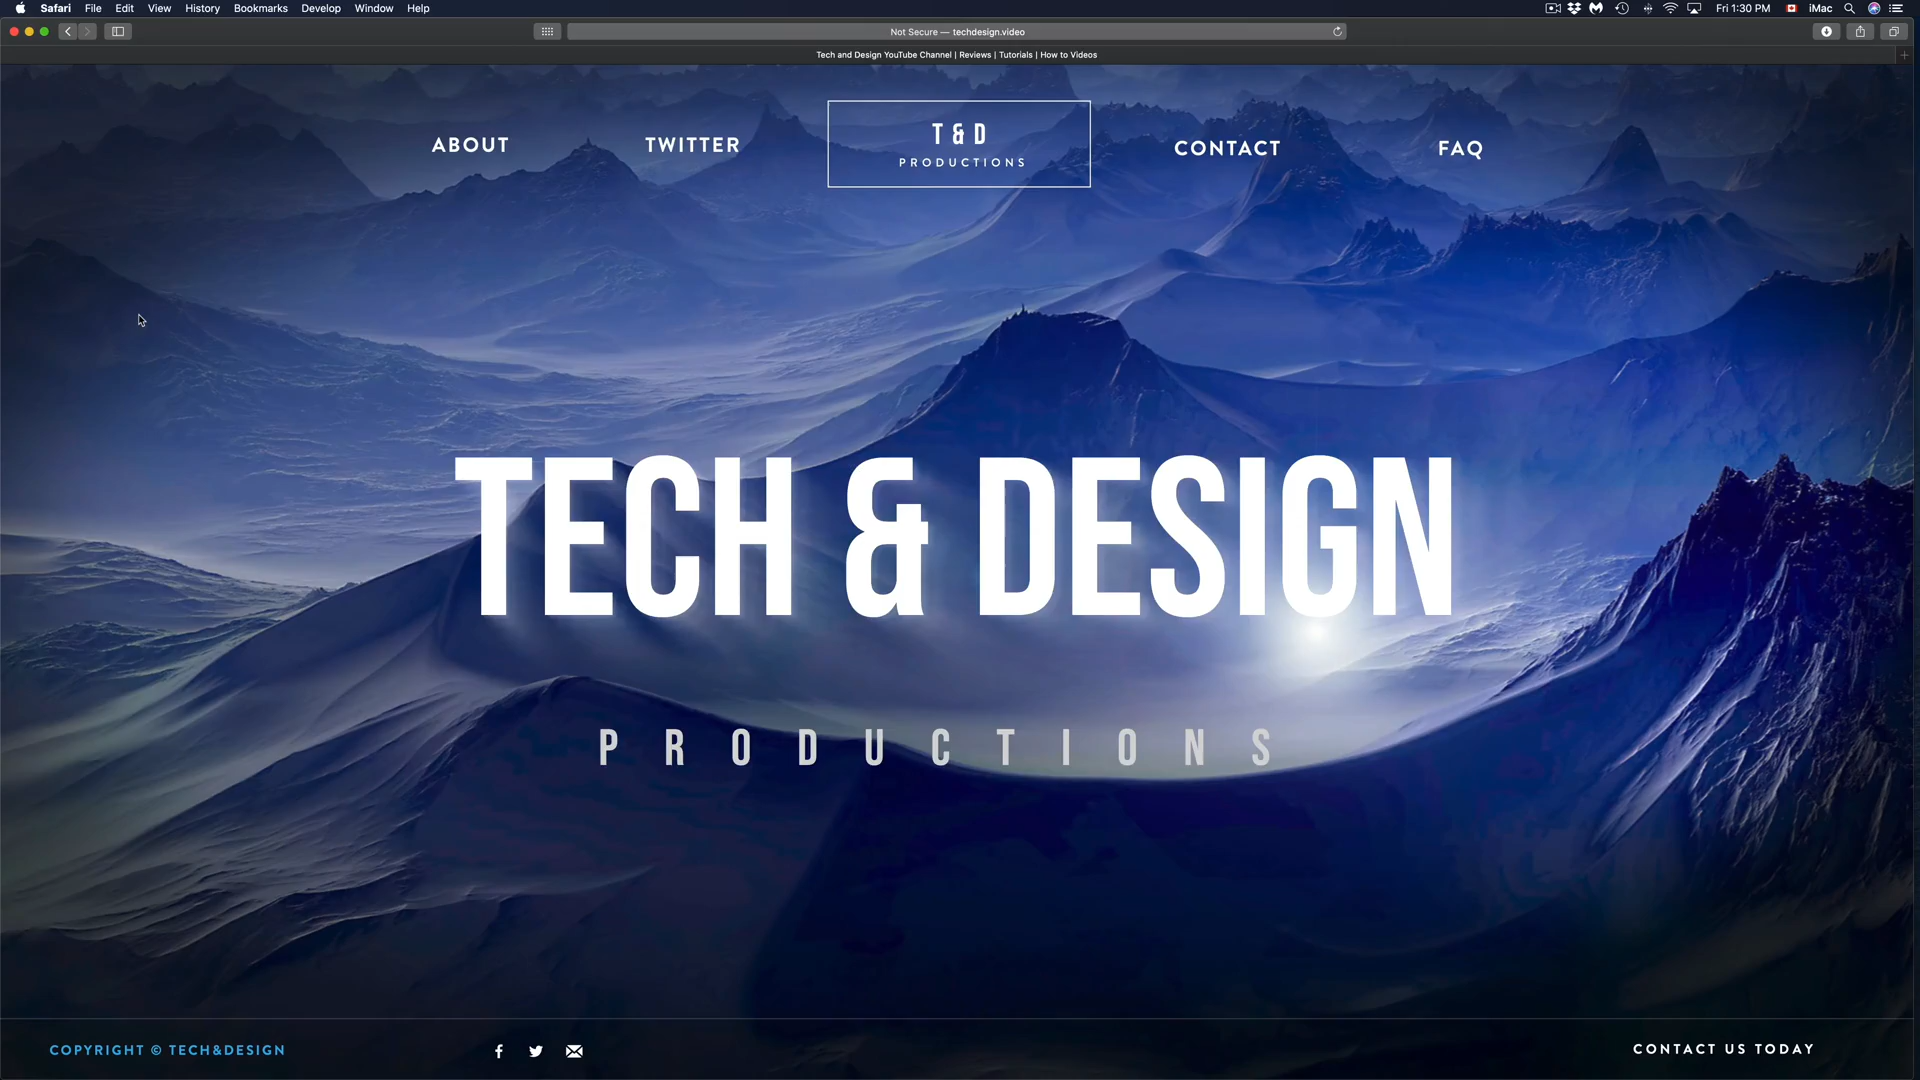 Safari File Edit View History Bookmarks Develop Window Help Fri 1:30 PM iMac
Not Secure — techdesign.video
Tech and Design YouTube Channel | Reviews | Tutorials | How to Videos
ABOUT TWITTER T & D CONTACT FAQ
PRODUCTIONS
TECH & DESIGN
PRODUCTIONS
COPYRIGHT © TECH&DESIGN CONTACT US TODAY